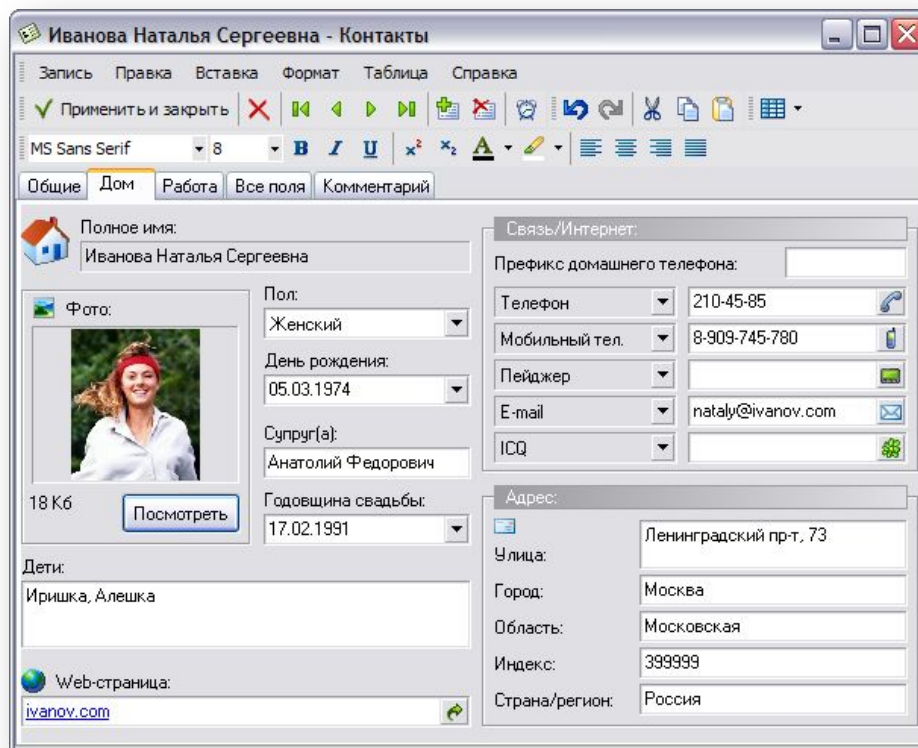 Иванова Наталья Сергеевна - Контакты
Запись Правка Вставка Формат Таблица Справка
Применить и закрыть
MS Sans Serif 8 B I U x² x₂ A
Общие Дом Работа Все поля Комментарий
Полное имя:
Иванова Наталья Сергеевна
Фото:
18 Кб
Посмотреть
Пол:
Женский
День рождения:
05.03.1974
Супруг(а):
Анатолий Федорович
Годовщина свадьбы:
17.02.1991
Дети:
Иришка, Алешка
Web-страница:
ivanov.com
Связь/Интернет:
Префикс домашнего телефона:
Телефон 210-45-85
Мобильный тел. 8-909-745-780
Пейджер
E-mail nataly@ivanov.com
ICQ
Адрес:
Улица: Ленинградский пр-т, 73
Город: Москва
Область: Московская
Индекс: 399999
Страна/регион: Россия